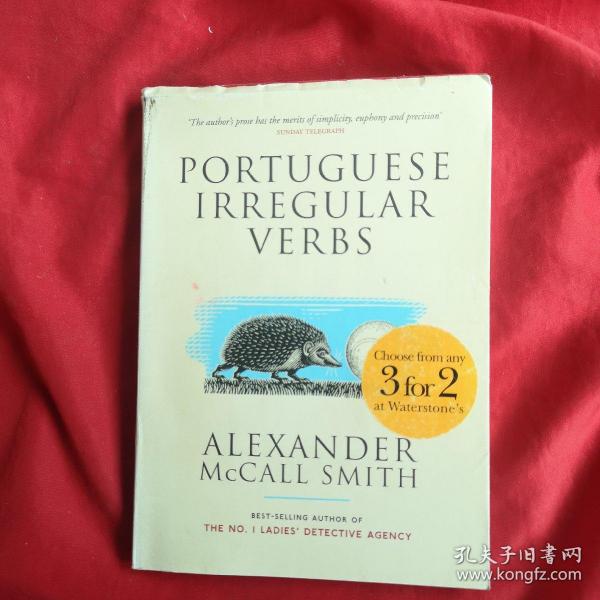 'The author's prose has the merits of simplicity, euphony and precision'
SUNDAY TELEGRAPH
PORTUGUESE
IRREGULAR
VERBS
Choose from any
3 for 2
at Waterstone's
ALEXANDER
McCALL SMITH
BEST-SELLING AUTHOR OF
THE NO. 1 LADIES' DETECTIVE AGENCY
孔夫子旧书网
www.kongfz.com